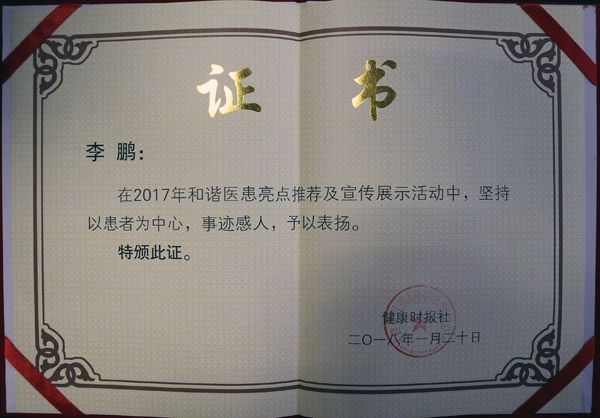 证 书
李 鹏：
在2017年和谐医患亮点推荐及宣传展示活动中，坚持
以患者为中心，事迹感人，予以表扬。
特颁此证。
健康时报社
二〇一八年一月二十日